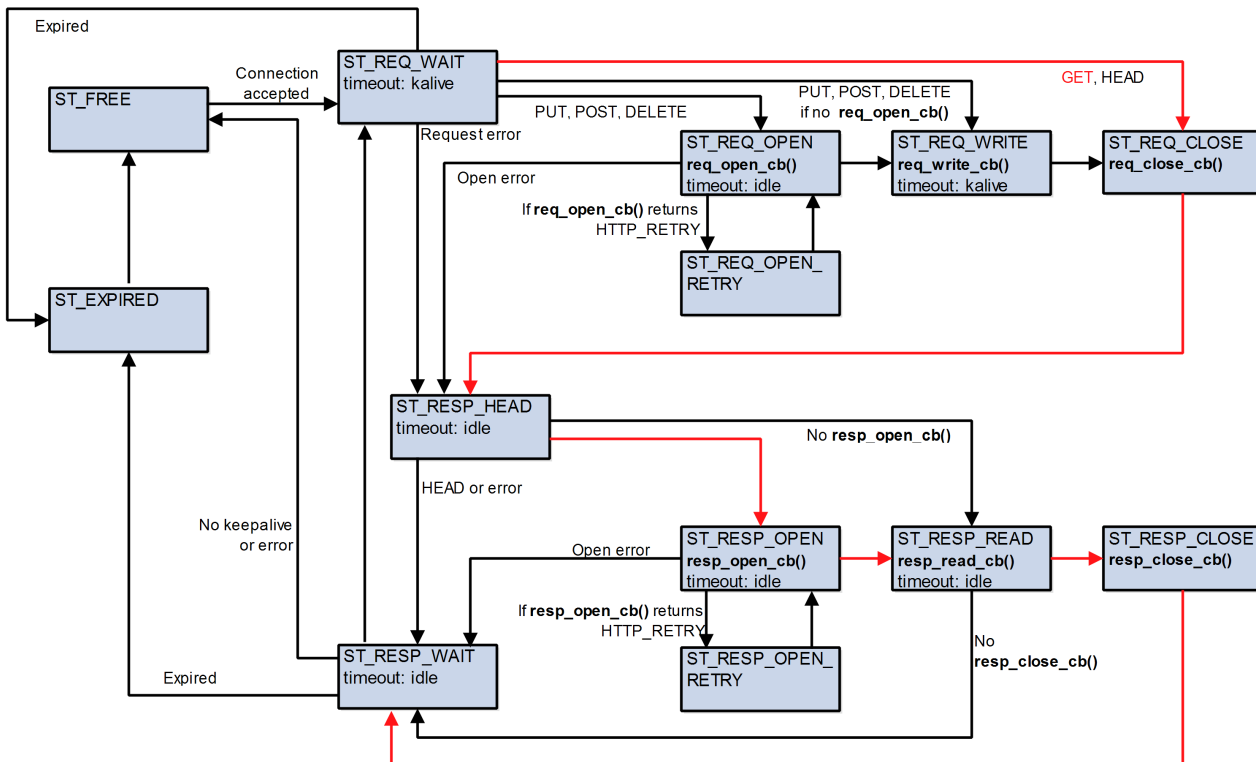 Expired
ST_REQ_WAIT
timeout: kalive
Connection
accepted
ST_FREE
GET, HEAD
PUT, POST, DELETE
if no req_open_cb()
PUT, POST, DELETE
Request error
ST_REQ_OPEN
req_open_cb()
timeout: idle
ST_REQ_WRITE
req_write_cb()
timeout: kalive
ST_REQ_CLOSE
req_close_cb()
Open error
If req_open_cb() returns
HTTP_RETRY
ST_REQ_OPEN_
RETRY
ST_EXPIRED
ST_RESP_HEAD
timeout: idle
No resp_open_cb()
HEAD or error
No keepalive
or error
ST_RESP_OPEN
resp_open_cb()
timeout: idle
ST_RESP_READ
resp_read_cb()
timeout: idle
ST_RESP_CLOSE
resp_close_cb()
Open error
If resp_open_cb() returns
HTTP_RETRY
ST_RESP_OPEN_
RETRY
No
resp_close_cb()
ST_RESP_WAIT
timeout: idle
Expired